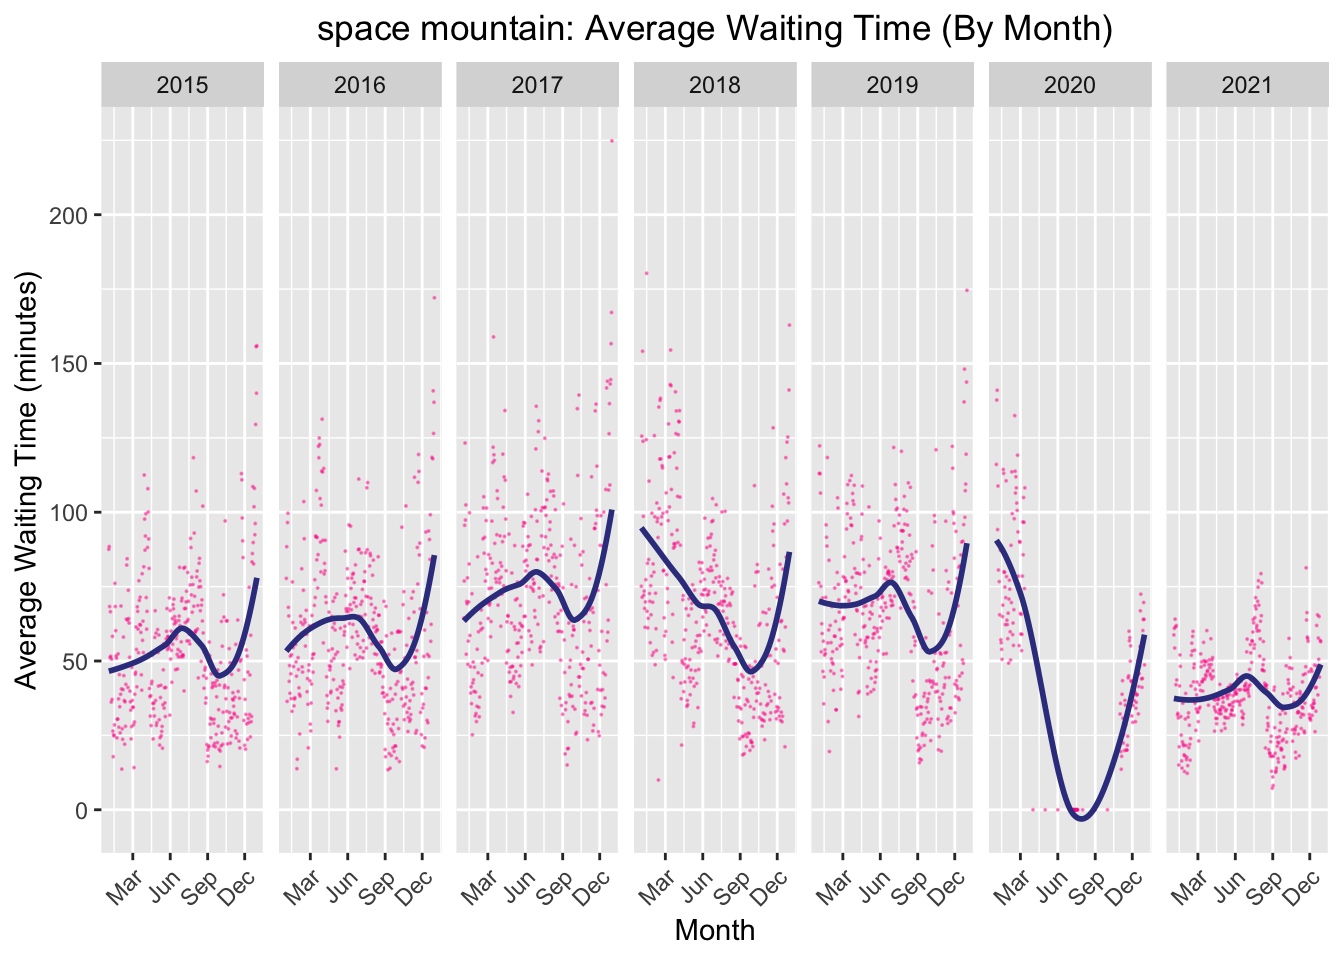 space mountain: Average Waiting Time (By Month)
2015 2016 2017 2018 2019 2020 2021
Average Waiting Time (minutes)
200
150
100
50
0
Mar Jun Sep Dec Mar Jun Sep Dec Mar Jun Sep Dec Mar Jun Sep Dec Mar Jun Sep Dec Mar Jun Sep Dec Mar Jun Sep Dec
Month